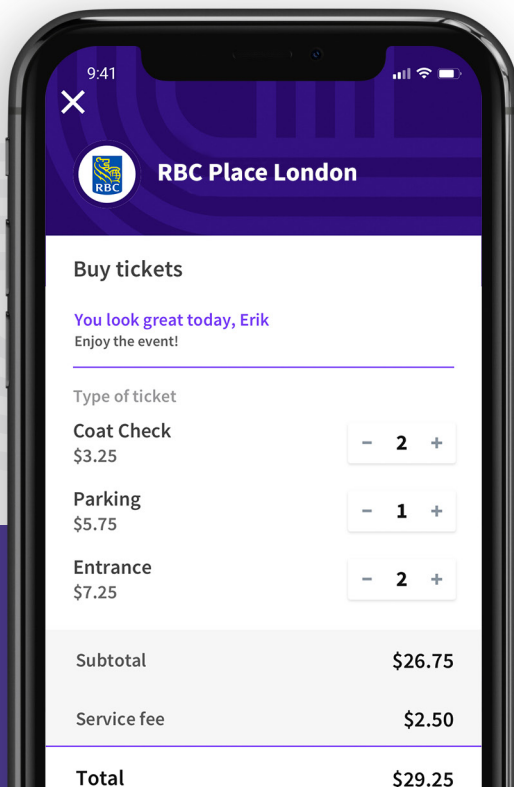 9:41
RBC
RBC Place London
Buy tickets
You look great today, Erik
Enjoy the event!
Type of ticket
Coat Check
$3.25
- 2 +
Parking
$5.75
- 1 +
Entrance
$7.25
- 2 +
Subtotal $26.75
Service fee $2.50
Total $29.25